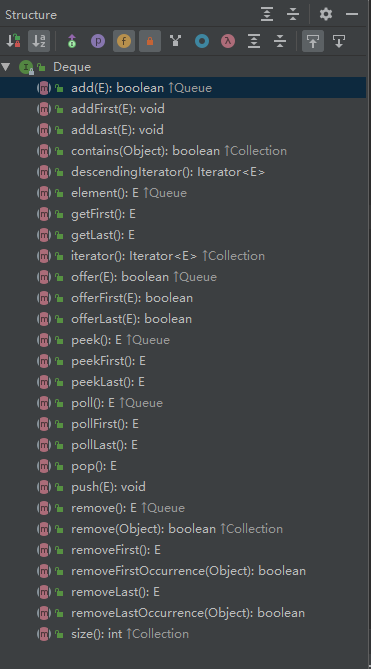 Structure
Deque
add(E): boolean ↑Queue
addFirst(E): void
addLast(E): void
contains(Object): boolean ↑Collection
descendingIterator(): Iterator<E>
element(): E ↑Queue
getFirst(): E
getLast(): E
iterator(): Iterator<E> ↑Collection
offer(E): boolean ↑Queue
offerFirst(E): boolean
offerLast(E): boolean
peek(): E ↑Queue
peekFirst(): E
peekLast(): E
poll(): E ↑Queue
pollFirst(): E
pollLast(): E
pop(): E
push(E): void
remove(): E ↑Queue
remove(Object): boolean ↑Collection
removeFirst(): E
removeFirstOccurrence(Object): boolean
removeLast(): E
removeLastOccurrence(Object): boolean
size(): int ↑Collection